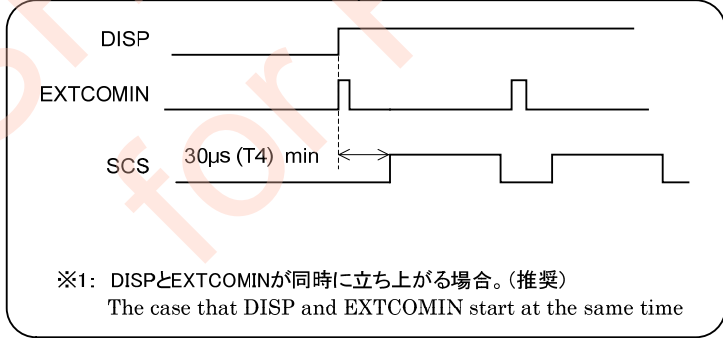 DISP
EXTCOMIN
SCS 30μs (T4) min
※1: DISPとEXTCOMINが同時に立ち上がる場合。(推奨)
The case that DISP and EXTCOMIN start at the same time